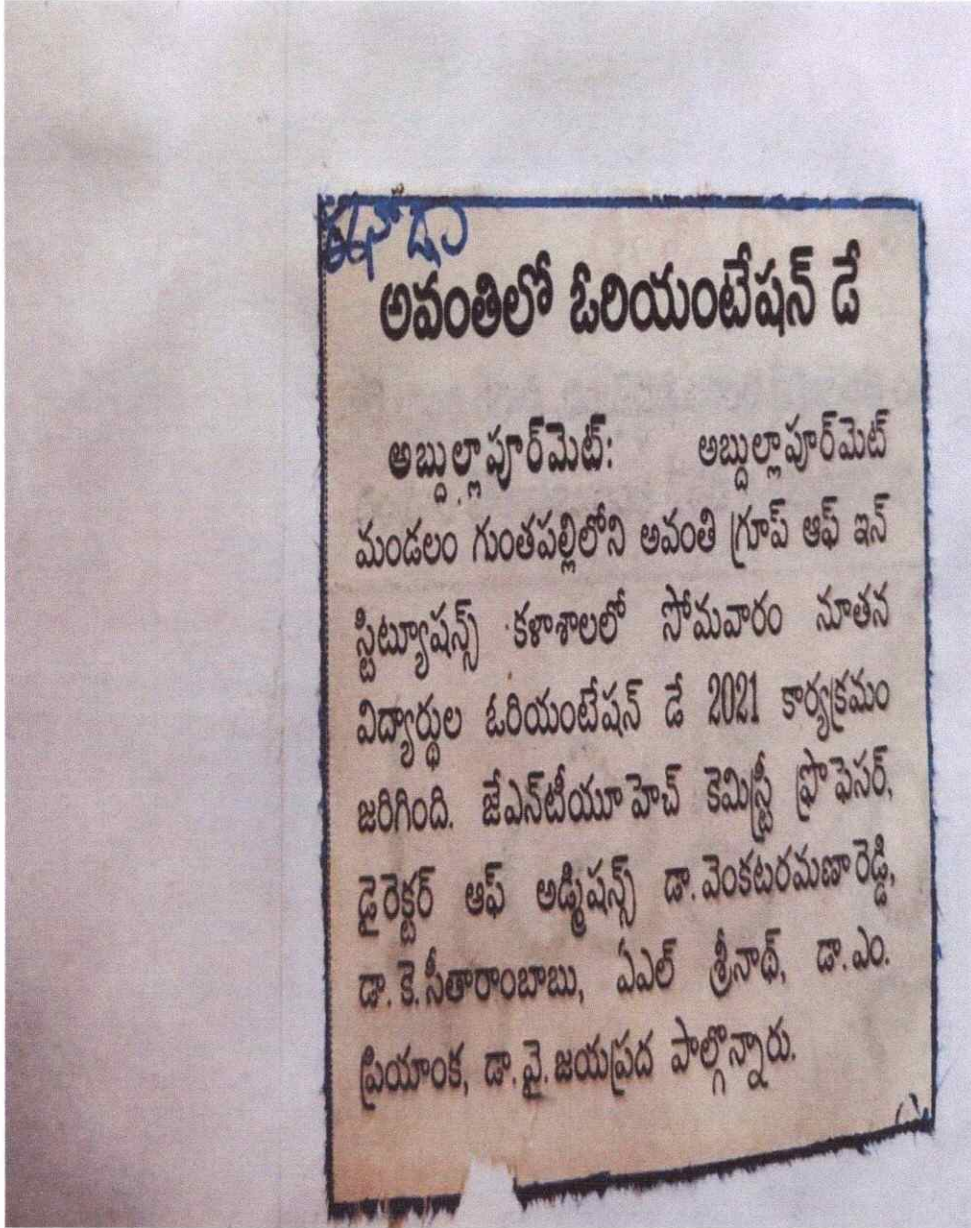 ఈనాడు
అవంతిలో ఓరియంటేషన్ డే
అబ్దుల్లాపూర్‌మెట్: అబ్దుల్లాపూర్‌మెట్
మండలం గుంతపల్లిలోని అవంతి గ్రూప్ ఆఫ్ ఇన్
స్టిట్యూషన్స్ కళాశాలలో సోమవారం నూతన
విద్యార్థుల ఓరియంటేషన్ డే 2021 కార్యక్రమం
జరిగింది. జేఎన్‌టీయూహెచ్ కెమిస్ట్రీ ప్రొఫెసర్,
డైరెక్టర్ ఆఫ్ అడ్మిషన్స్ డా.వెంకటరమణారెడ్డి,
డా.కె.సీతారాంబాబు, ఏఎల్ శ్రీనాథ్, డా.ఎం.
ప్రియాంక, డా.వై.జయప్రద పాల్గొన్నారు.